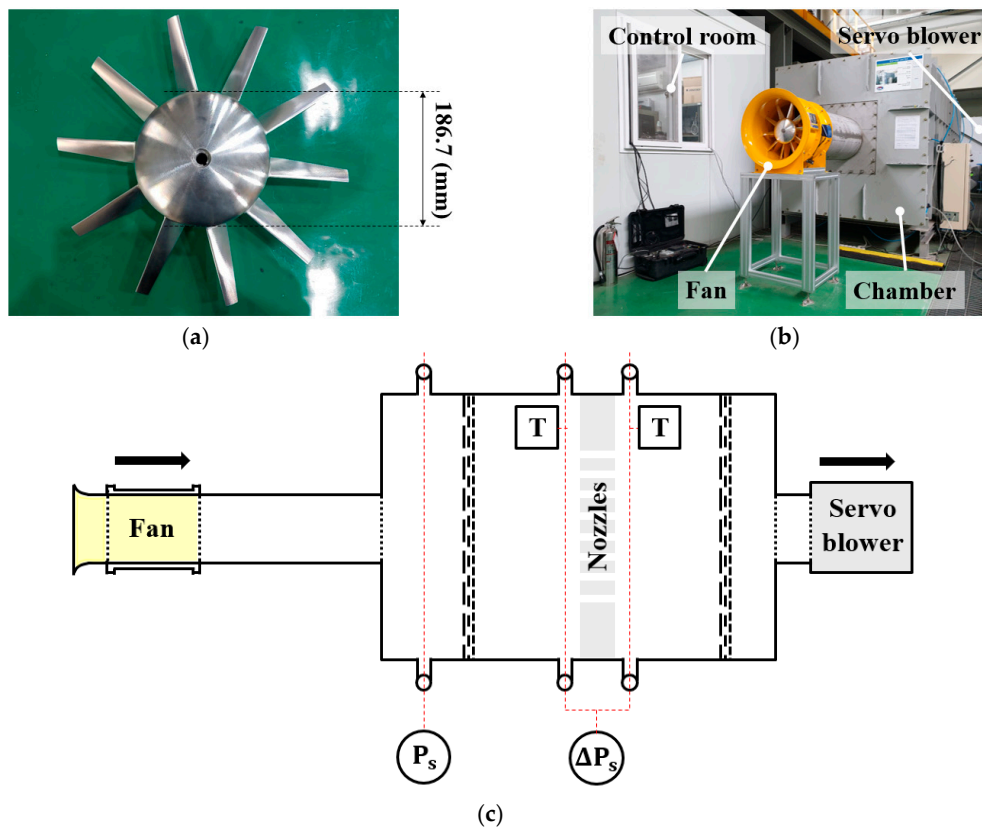 186.7 (mm)
(a)
Control room
Servo blower
Fan
Chamber
(b)
T
T
Fan
Nozzles
Servo
blower
Pₛ
ΔPₛ
(c)